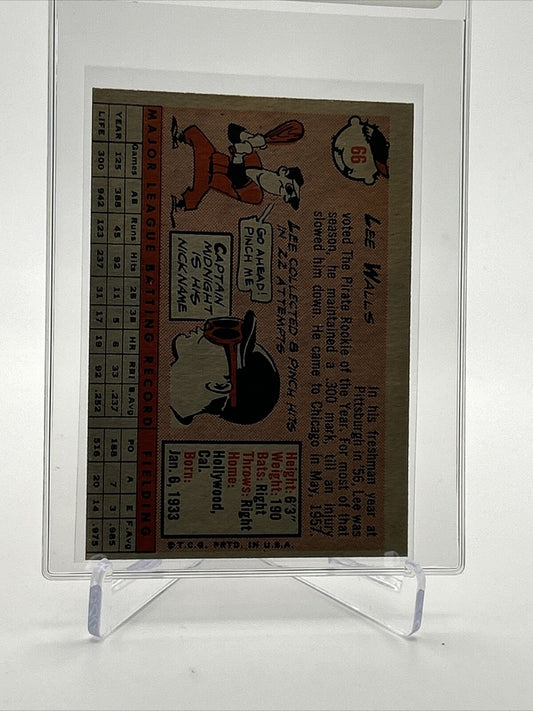 66
LEE WALLS
In his freshman year at
Pittsburgh in '56, Lee was
voted The Pirate Rookie of
the Year. For most of that
season, he maintained a
.300 mark, till an injury
slowed him down. He came to Chicago in May, 1957.
LEE COLLECTED 8 PINCH HITS
IN 22 ATTEMPTS
GO AHEAD!
PINCH ME
CAPTAIN
MIDNIGHT
IS HIS
NICKNAME
Height: 6'3"
Weight: 190
Bats: Right
Throws: Right
Home:
Hollywood,
Cal.
Born:
Jan. 6, 1933
© T.C.G. PRTD. IN U.S.A.
MAJOR LEAGUE BATTING RECORD FIELDING
Games AB Runs Hits 2B 3B HR RBI B.Avg PO A E F.Avg
YEAR 125 388 45 92 11 5 6 33 .237 188 7 3 .985
LIFE 300 942 123 237 31 17 19 92 .252 516 20 14 .975